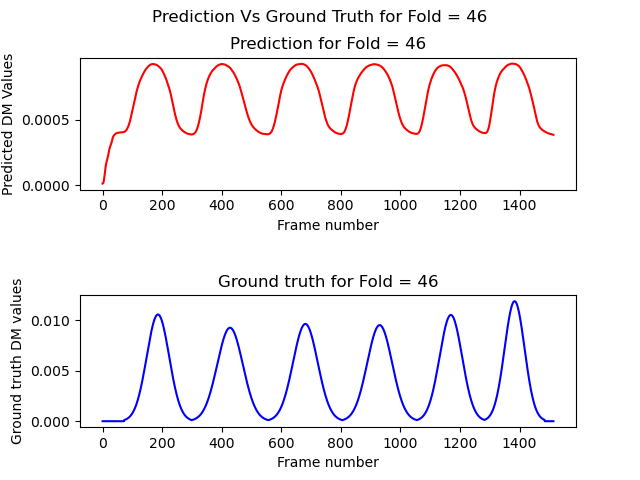 Prediction Vs Ground Truth for Fold = 46
Prediction for Fold = 46
Predicted DM Values
0.0005
0.0000
0 200 400 600 800 1000 1200 1400
Frame number
Ground truth for Fold = 46
Ground truth DM values
0.010
0.005
0.000
0 200 400 600 800 1000 1200 1400
Frame number